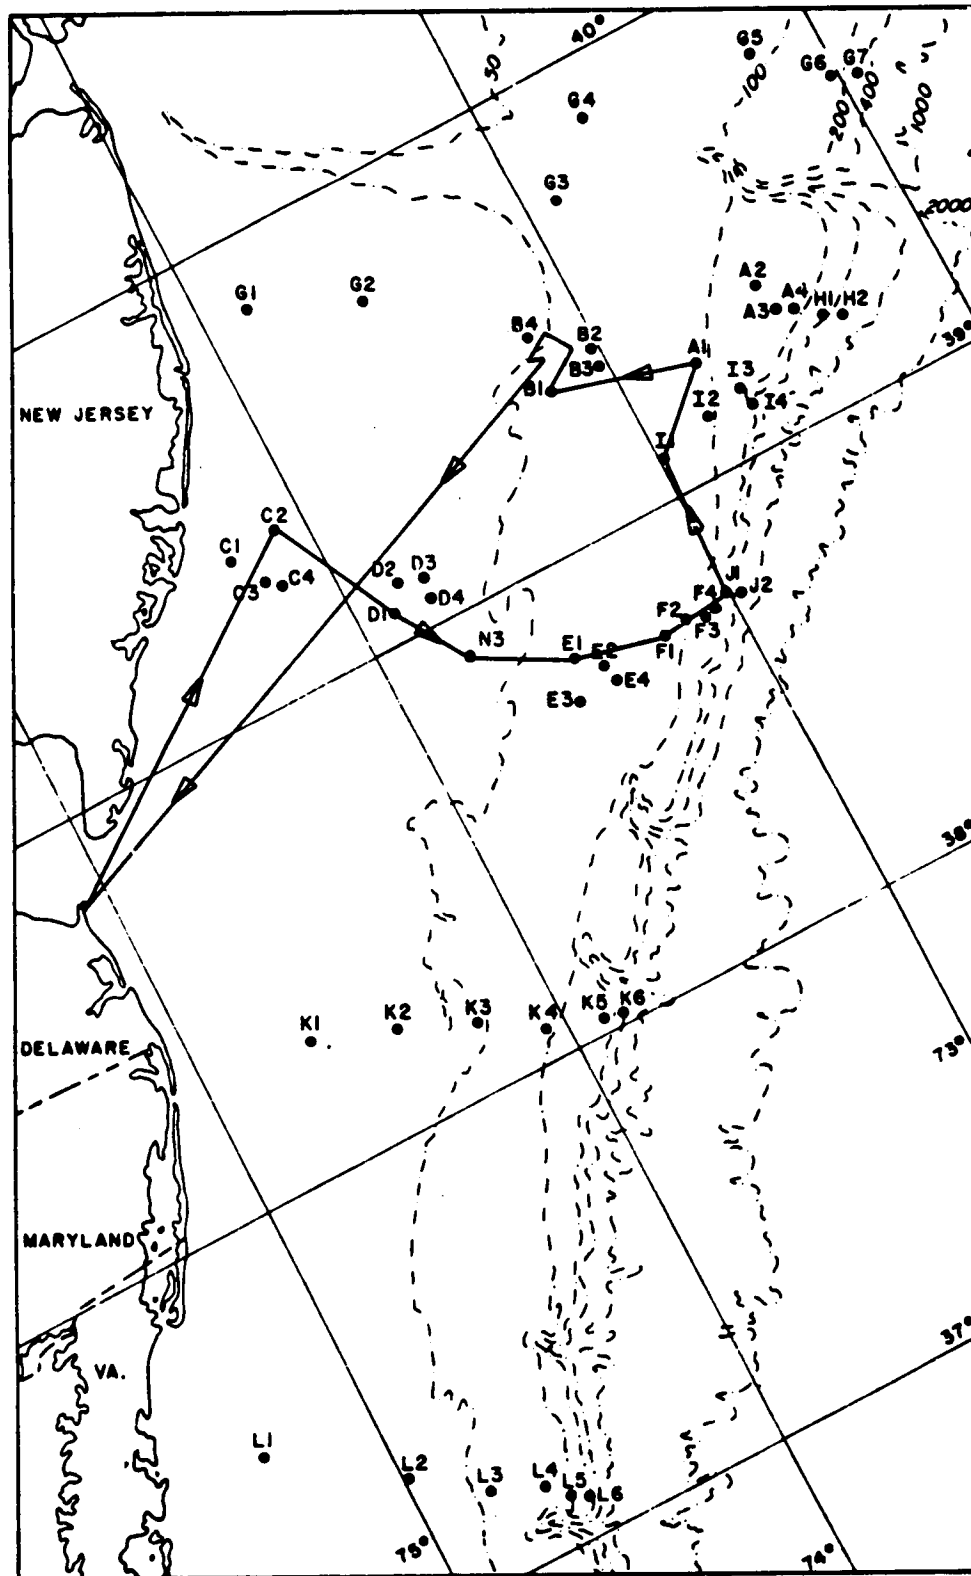 40°
G5
G6
G7
50
100
200
400
1000
2000
G4
G3
G1
G2
A2
A3
A4
H1/H2
39°
B4
B2
B3
B1
A1
I3
I2
I4
I1
NEW JERSEY
C2
C1
C3
C4
D2
D3
D1
D4
N3
E1
E2
E4
E3
F1
F2
F3
F4
J1
J2
38°
K1
K2
K3
K4
K5
K6
73°
DELAWARE
MARYLAND
VA.
37°
L1
L2
L3
L4
L5
L6
75°
74°